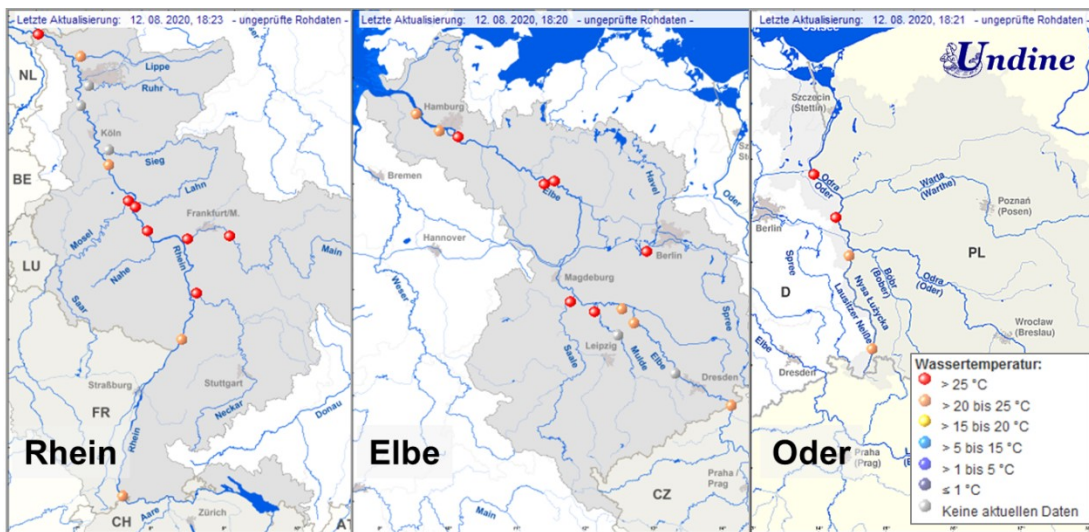 Letzte Aktualisierung: 12. 08. 2020, 18:23 - ungeprüfte Rohdaten -
NL
Lippe
Ruhr
Köln
Sieg
BE
Lahn
Frankfurt/M.
Mosel
Main
LU
Nahe
Rhein
Saar
Straßburg
Stuttgart
FR
Neckar
Rhein
Donau
Rhein
CH
Aare
Zürich
Letzte Aktualisierung: 12. 08. 2020, 18:20 - ungeprüfte Rohdaten -
Hamburg
Bremen
Elbe
Havel
Oder
Hannover
Berlin
Magdeburg
Weser
Spree
Leipzig
Saale
Mulde
Elbe
Dresden
Elbe
Praha /
Prag
CZ
Main
Letzte Aktualisierung: 12. 08. 2020, 18:21 - ungeprüfte Rohdaten -
Ostsee
Undine
Szczecin
(Stettin)
Odra
Oder
Warta
(Warthe)
Poznań
(Posen)
Berlin
PL
Spree
D
Bóbr
(Bober)
Odra
(Oder)
Nysa Łużycka
Lausitzer Neiße
Wrocław
(Breslau)
Elbe
Dresden
Praha
(Prag)
Oder
Wassertemperatur:
> 25 °C
> 20 bis 25 °C
> 15 bis 20 °C
> 5 bis 15 °C
> 1 bis 5 °C
≤ 1 °C
Keine aktuellen Daten